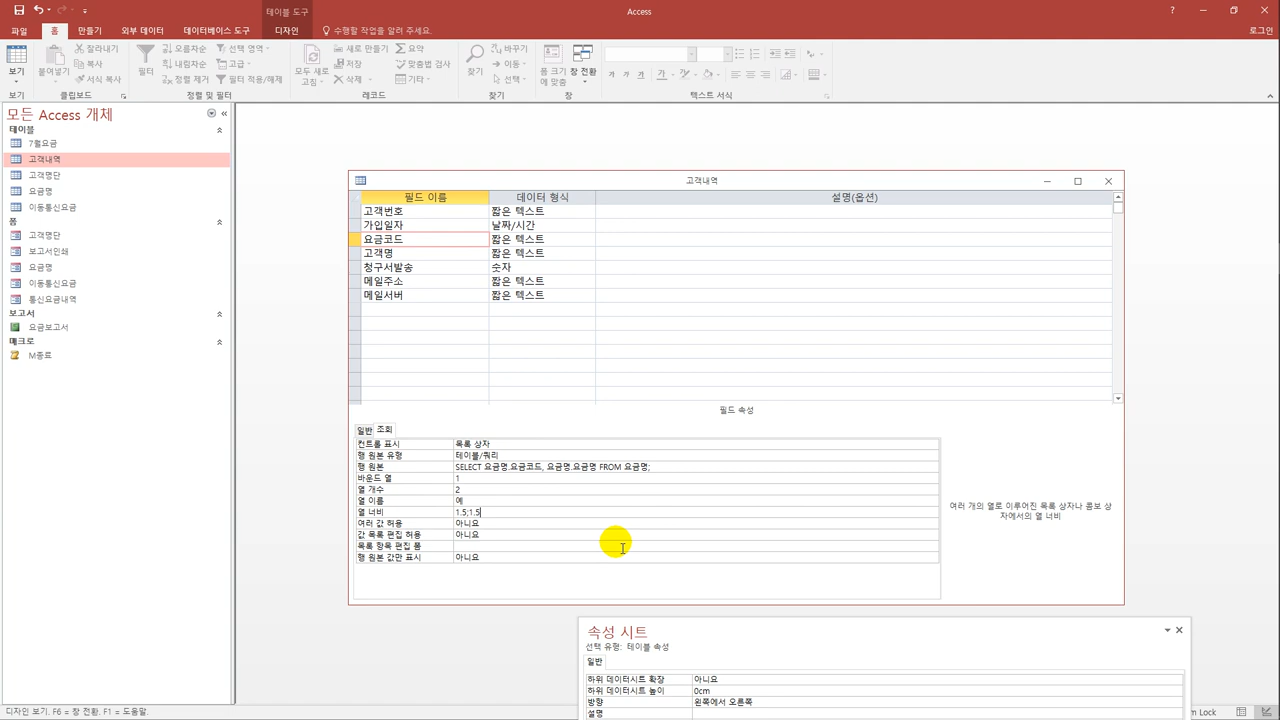 테이블 도구
Access
?
파일 홈 만들기 외부 데이터 데이터베이스 도구 디자인 수행할 작업을 알려 주세요. 로그인
보기
붙여넣기
잘라내기
복사
서식 복사
필터
오름차순
내림차순
정렬 제거
선택 영역
고급
필터 적용/해제
모두 새로
고침
새로 만들기
저장
삭제
요약
맞춤법 검사
기타
찾기
바꾸기
이동
선택
폼 크기
에 맞춤
창 전환
가 가 가
보기 클립보드 정렬 및 필터 레코드 찾기 창 텍스트 서식
모든 Access 개체
테이블
7월요금
고객내역
고객명단
요금명
이동통신요금
폼
고객명단
보고서인쇄
요금명
이동통신요금
통신요금내역
보고서
요금보고서
매크로
M종료
고객내역
필드 이름 데이터 형식 설명(옵션)
고객번호 짧은 텍스트
가입일자 날짜/시간
요금코드 짧은 텍스트
고객명 짧은 텍스트
청구서발송 숫자
메일주소 짧은 텍스트
메일서버 짧은 텍스트
필드 속성
일반 조회
컨트롤 표시 목록 상자
행 원본 유형 테이블/쿼리
행 원본 SELECT 요금명.요금코드, 요금명.요금명 FROM 요금명;
바운드 열 1
열 개수 2
열 이름 예
열 너비 1.5;1.5
여러 값 허용 아니요
값 목록 편집 허용 아니요
목록 항목 편집 폼
행 원본 값만 표시 아니요
여러 개의 열로 이루어진 목록 상자나 콤보 상
자에서의 열 너비
속성 시트
선택 유형: 테이블 속성
일반
하위 데이터시트 확장 아니요
하위 데이터시트 높이 0cm
방향 왼쪽에서 오른쪽
설명
디자인 보기. F6 = 창 전환. F1 = 도움말.
Lock